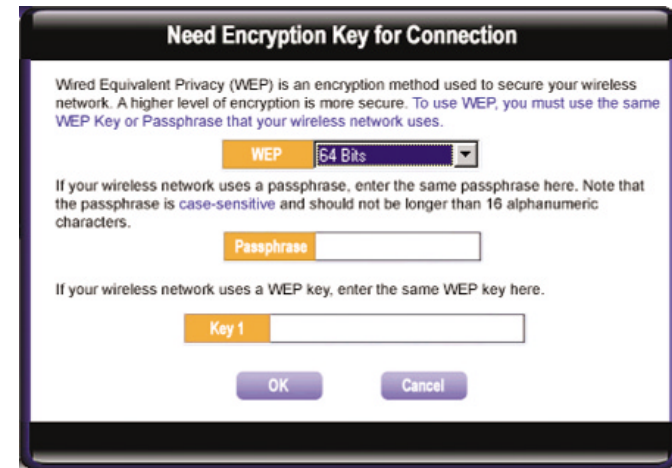 Need Encryption Key for Connection
Wired Equivalent Privacy (WEP) is an encryption method used to secure your wireless
network. A higher level of encryption is more secure. To use WEP, you must use the same
WEP Key or Passphrase that your wireless network uses.
WEP 64 Bits
If your wireless network uses a passphrase, enter the same passphrase here. Note that
the passphrase is case-sensitive and should not be longer than 16 alphanumeric
characters.
Passphrase
If your wireless network uses a WEP key, enter the same WEP key here.
Key 1
OK Cancel